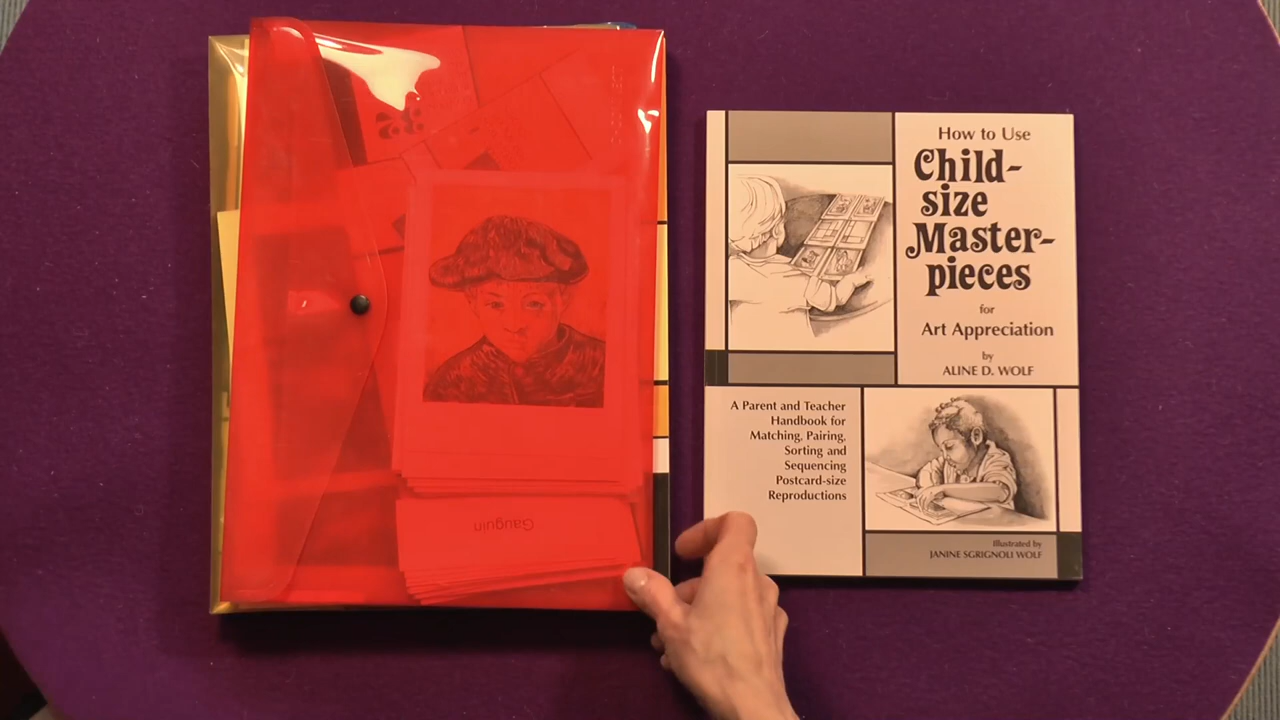 Gauguin
How to Use
Child-
size
Master-
pieces
for
Art Appreciation
by
ALINE D. WOLF
A Parent and Teacher
Handbook for
Matching, Pairing,
Sorting and
Sequencing
Postcard-size
Reproductions
Illustrated by
JANINE SGRIGNOLI WOLF